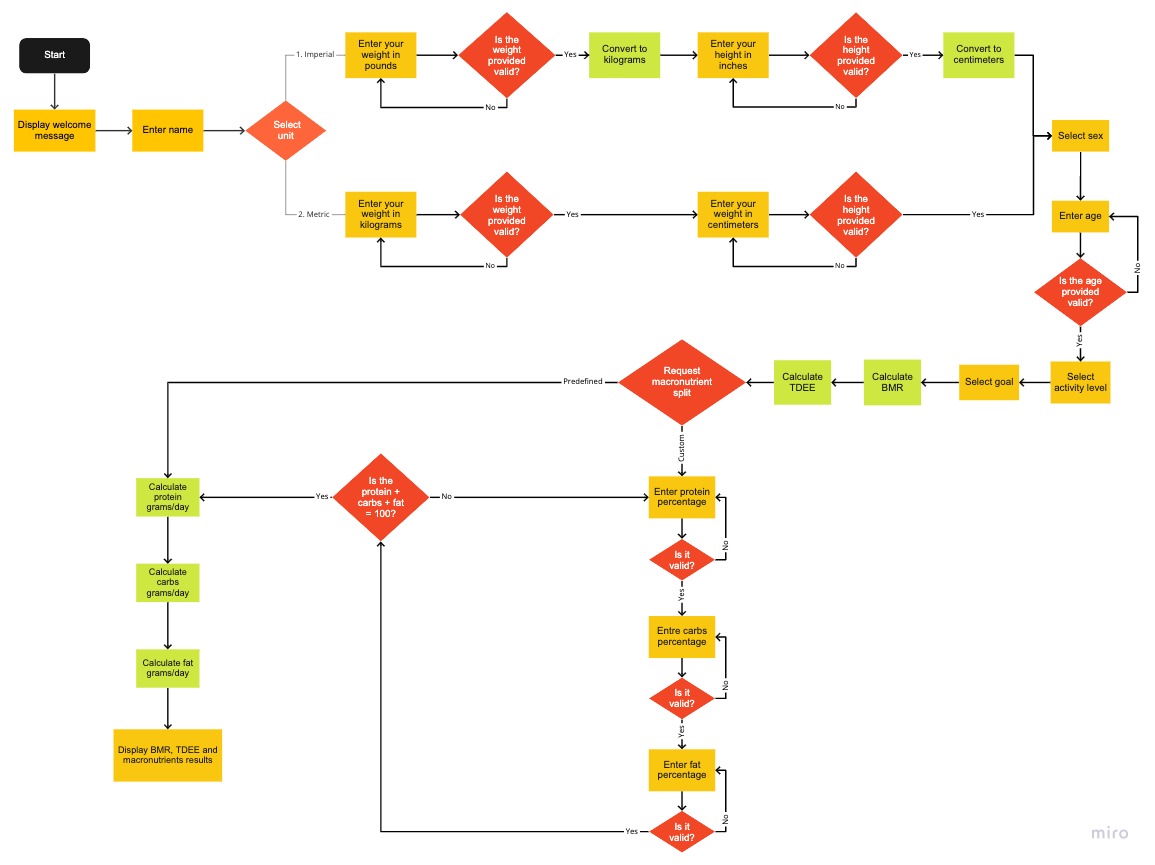 Start
Display welcome
message
Enter name
Select
unit
1. Imperial
Enter your
weight in
pounds
Is the
weight
provided
valid?
Yes
No
Convert to
kilograms
Enter your
height in
inches
Is the
height
provided
valid?
Yes
No
Convert to
centimeters
2. Metric
Enter your
weight in
kilograms
Is the
weight
provided
valid?
Yes
No
Enter your
weight in
centimeters
Is the
height
provided
valid?
Yes
No
Select sex
Enter age
Is the age
provided
valid?
No
Yes
Select
activity level
Select goal
Calculate
BMR
Calculate
TDEE
Request
macronutrient
split
Predefined
Custom
Enter protein
percentage
Is it
valid?
No
Yes
Entre carbs
percentage
Is it
valid?
No
Yes
Enter fat
percentage
Is it
valid?
No
Yes
Is the
protein +
carbs + fat
= 100?
No
Yes
Calculate
protein
grams/day
Calculate
carbs
grams/day
Calculate fat
grams/day
Display BMR, TDEE and
macronutrients results
miro